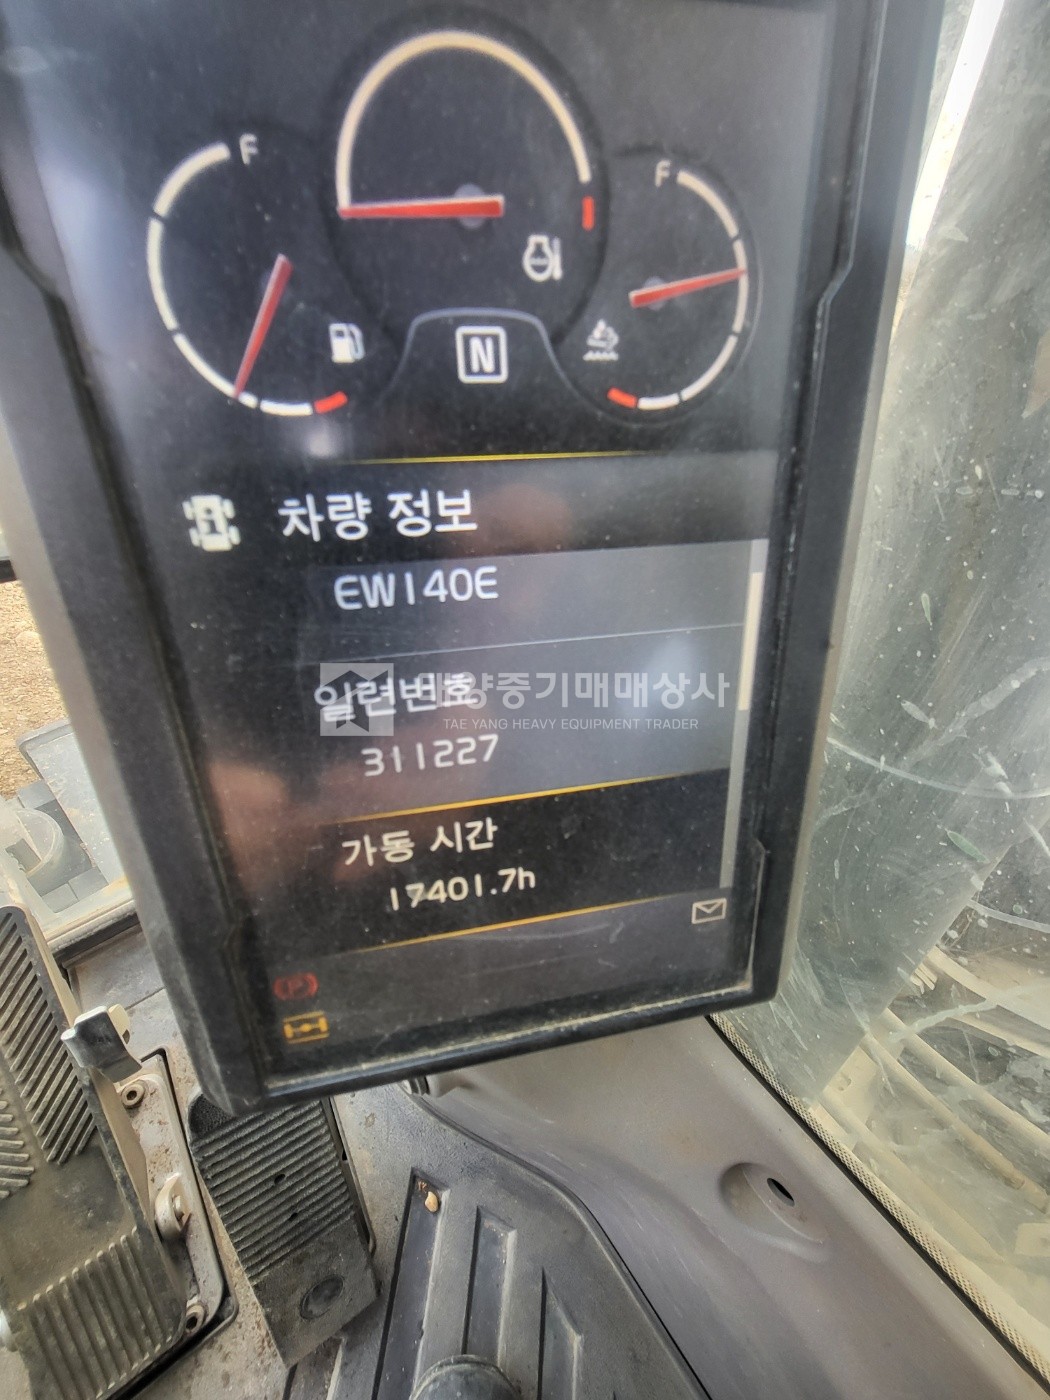 F
F
N
차량 정보
EW140E
일련번호
태양중기매매상사
TAE YANG HEAVY EQUIPMENT TRADER
311227
가동 시간
17401.7h
P